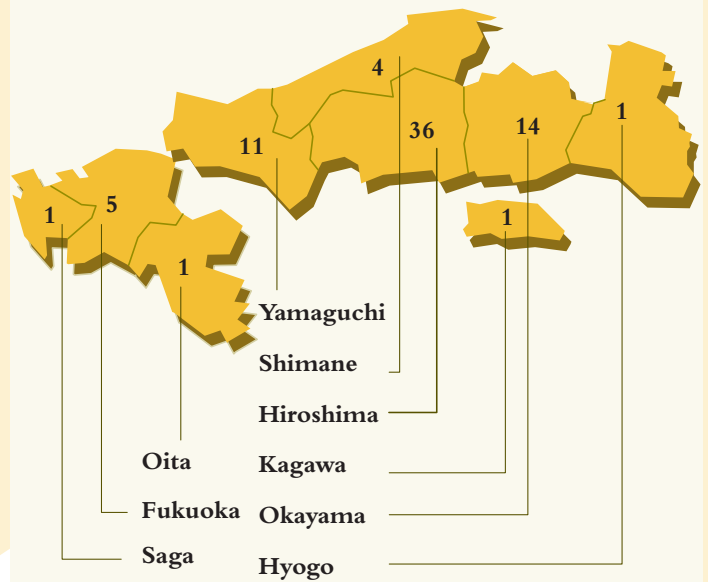 4
36
14
1
11
1
5
1
1
Yamaguchi
Shimane
Hiroshima
Oita
Kagawa
Fukuoka
Okayama
Saga
Hyogo